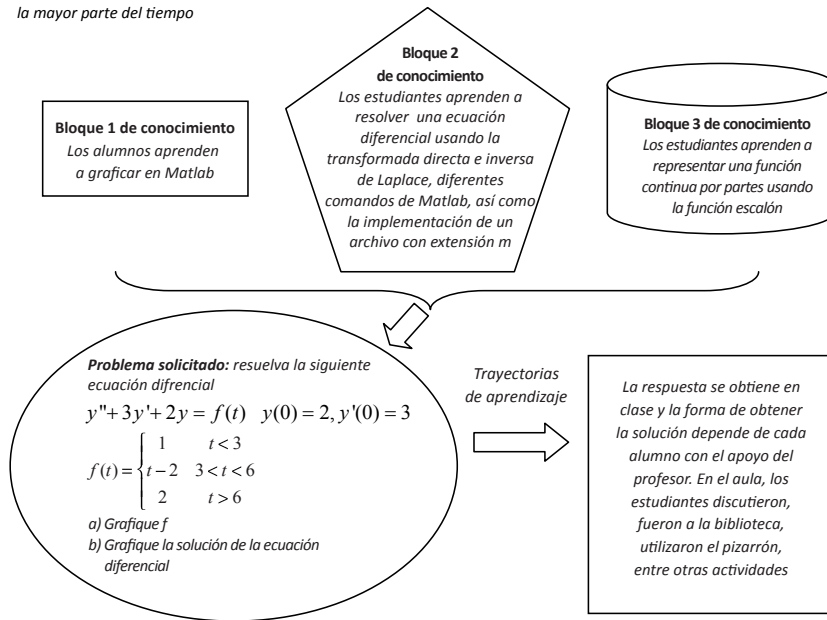 la mayor parte del tiempo
Bloque 1 de conocimiento
Los alumnos aprenden
a graficar en Matlab
Bloque 2
de conocimiento
Los estudiantes aprenden a
resolver una ecuación
diferencial usando la
transformada directa e inversa
de Laplace, diferentes
comandos de Matlab, así como
la implementación de un
archivo con extensión m
Bloque 3 de conocimiento
Los estudiantes aprenden a
representar una función
continua por partes usando
la función escalón
Problema solicitado: resuelva la siguiente
ecuación difrencial
y"+3y'+2y = f(t) y(0) = 2, y'(0) = 3
f(t) = { 1 t < 3
t − 2 3 < t < 6
2 t > 6
a) Grafique f
b) Grafique la solución de la ecuación
diferencial
Trayectorias
de aprendizaje
La respuesta se obtiene en
clase y la forma de obtener
la solución depende de cada
alumno con el apoyo del
profesor. En el aula, los
estudiantes discutieron,
fueron a la biblioteca,
utilizaron el pizarrón,
entre otras actividades